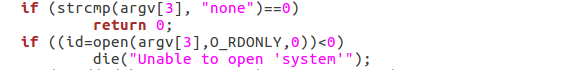 if (strcmp(argv[3], "none")==0)
return 0;
if ((id=open(argv[3],O_RDONLY,0))<0)
die("Unable to open 'system'");